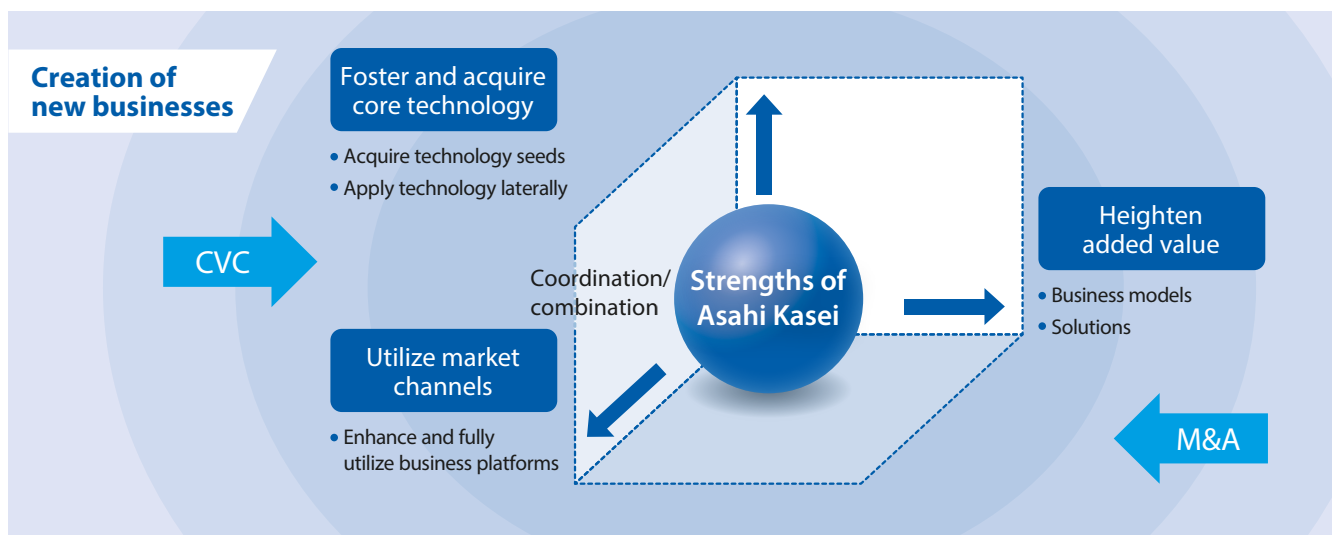 Creation of
new businesses
Foster and acquire
core technology
• Acquire technology seeds
• Apply technology laterally
CVC
Coordination/
combination
Strengths of
Asahi Kasei
Heighten
added value
• Business models
• Solutions
Utilize market
channels
• Enhance and fully
utilize business platforms
M&A